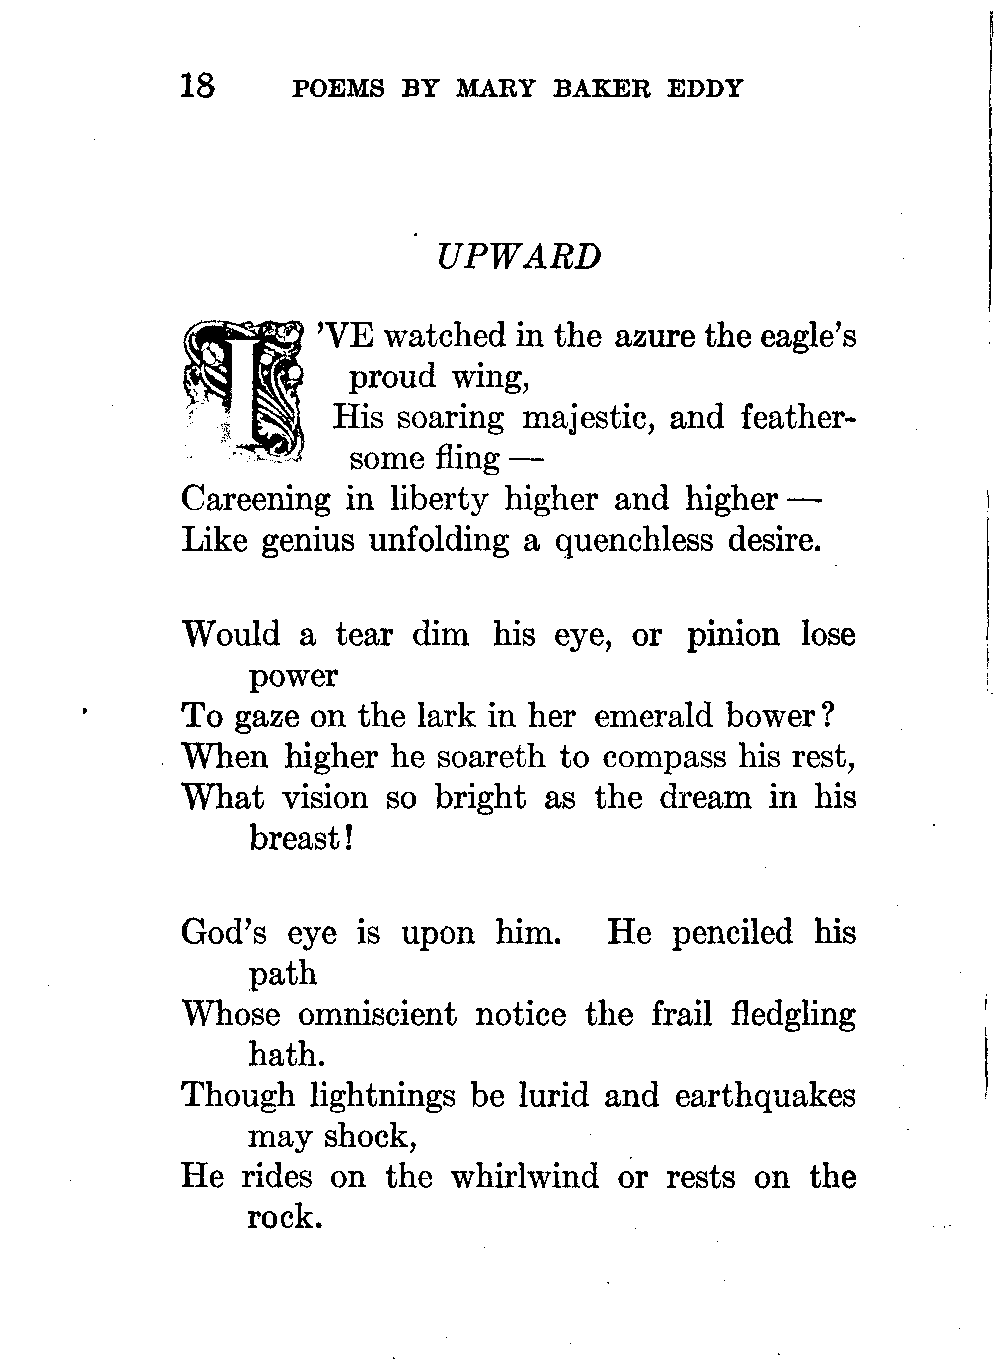 18 POEMS BY MARY BAKER EDDY
UPWARD
I'VE watched in the azure the eagle's
proud wing,
His soaring majestic, and feather-
some fling —
Careening in liberty higher and higher —
Like genius unfolding a quenchless desire.
Would a tear dim his eye, or pinion lose
power
To gaze on the lark in her emerald bower?
When higher he soareth to compass his rest,
What vision so bright as the dream in his
breast!
God's eye is upon him. He penciled his
path
Whose omniscient notice the frail fledgling
hath.
Though lightnings be lurid and earthquakes
may shock,
He rides on the whirlwind or rests on the
rock.